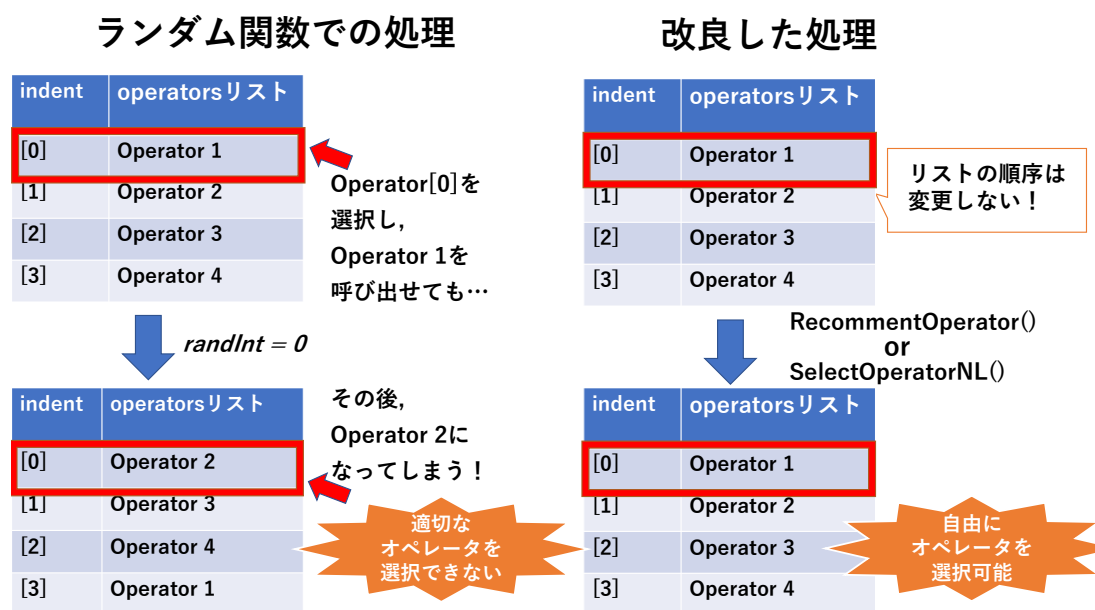 ランダム関数での処理
indent operatorsリスト
[0] Operator 1
[1] Operator 2
[2] Operator 3
[3] Operator 4
Operator[0]を
選択し,
Operator 1を
呼び出せても…
randInt = 0
indent operatorsリスト
[0] Operator 2
[1] Operator 3
[2] Operator 4
[3] Operator 1
その後,
Operator 2に
なってしまう！
適切な
オペレータを
選択できない
改良した処理
indent operatorsリスト
[0] Operator 1
[1] Operator 2
[2] Operator 3
[3] Operator 4
リストの順序は
変更しない！
RecommentOperator()
or
SelectOperatorNL()
indent operatorsリスト
[0] Operator 1
[1] Operator 2
[2] Operator 3
[3] Operator 4
自由に
オペレータを
選択可能